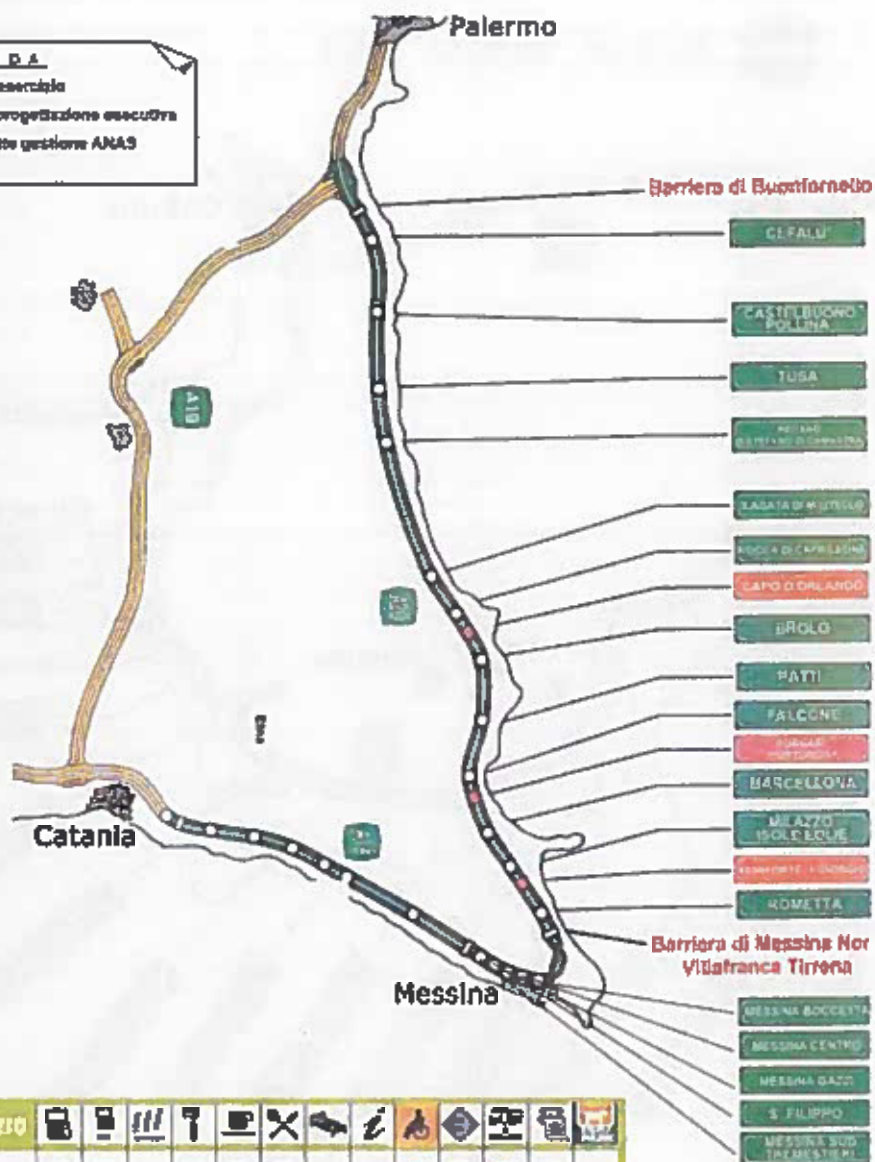 Palermo
D A
esercizio
progettazione esecutiva
gestione ANAS
Barriera di Buonfornello
CEFALU'
CASTELBUONO
POLLINA
TUSA
A19
A20
ROCCA DI CAPRILEONE
CAPO D'ORLANDO
BROLO
PATTI
FALCONE
BARCELLONA
MILAZZO
ISOLE EOLIE
ROMETTA
Etna
Catania
Barriera di Messina Nor
Villafranca Tirrena
Messina
MESSINA BOCCETTA
MESSINA CENTRO
MESSINA GAZZI
S. FILIPPO
MESSINA SUD
TREMESTIERI